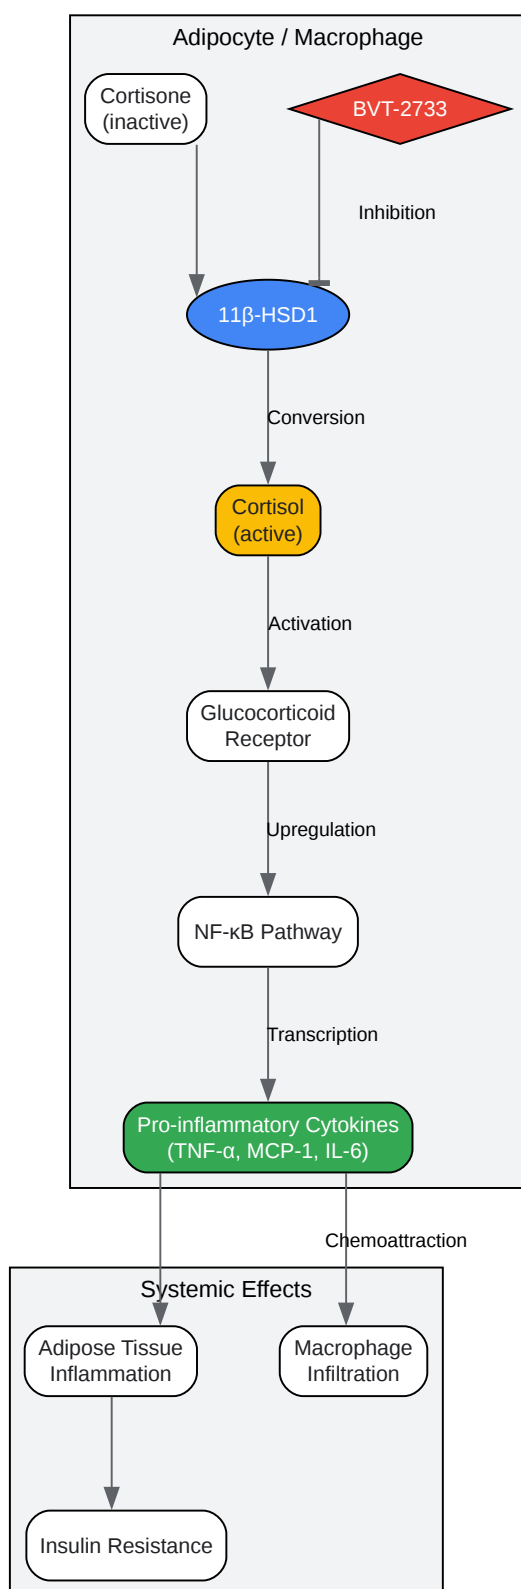 Adipocyte / Macrophage
Cortisone
(inactive)
BVT-2733
Inhibition
11β-HSD1
Conversion
Cortisol
(active)
Activation
Glucocorticoid
Receptor
Upregulation
NF-κB Pathway
Transcription
Pro-inflammatory Cytokines
(TNF-α, MCP-1, IL-6)
Chemoattraction
Systemic Effects
Adipose Tissue
Inflammation
Macrophage
Infiltration
Insulin Resistance